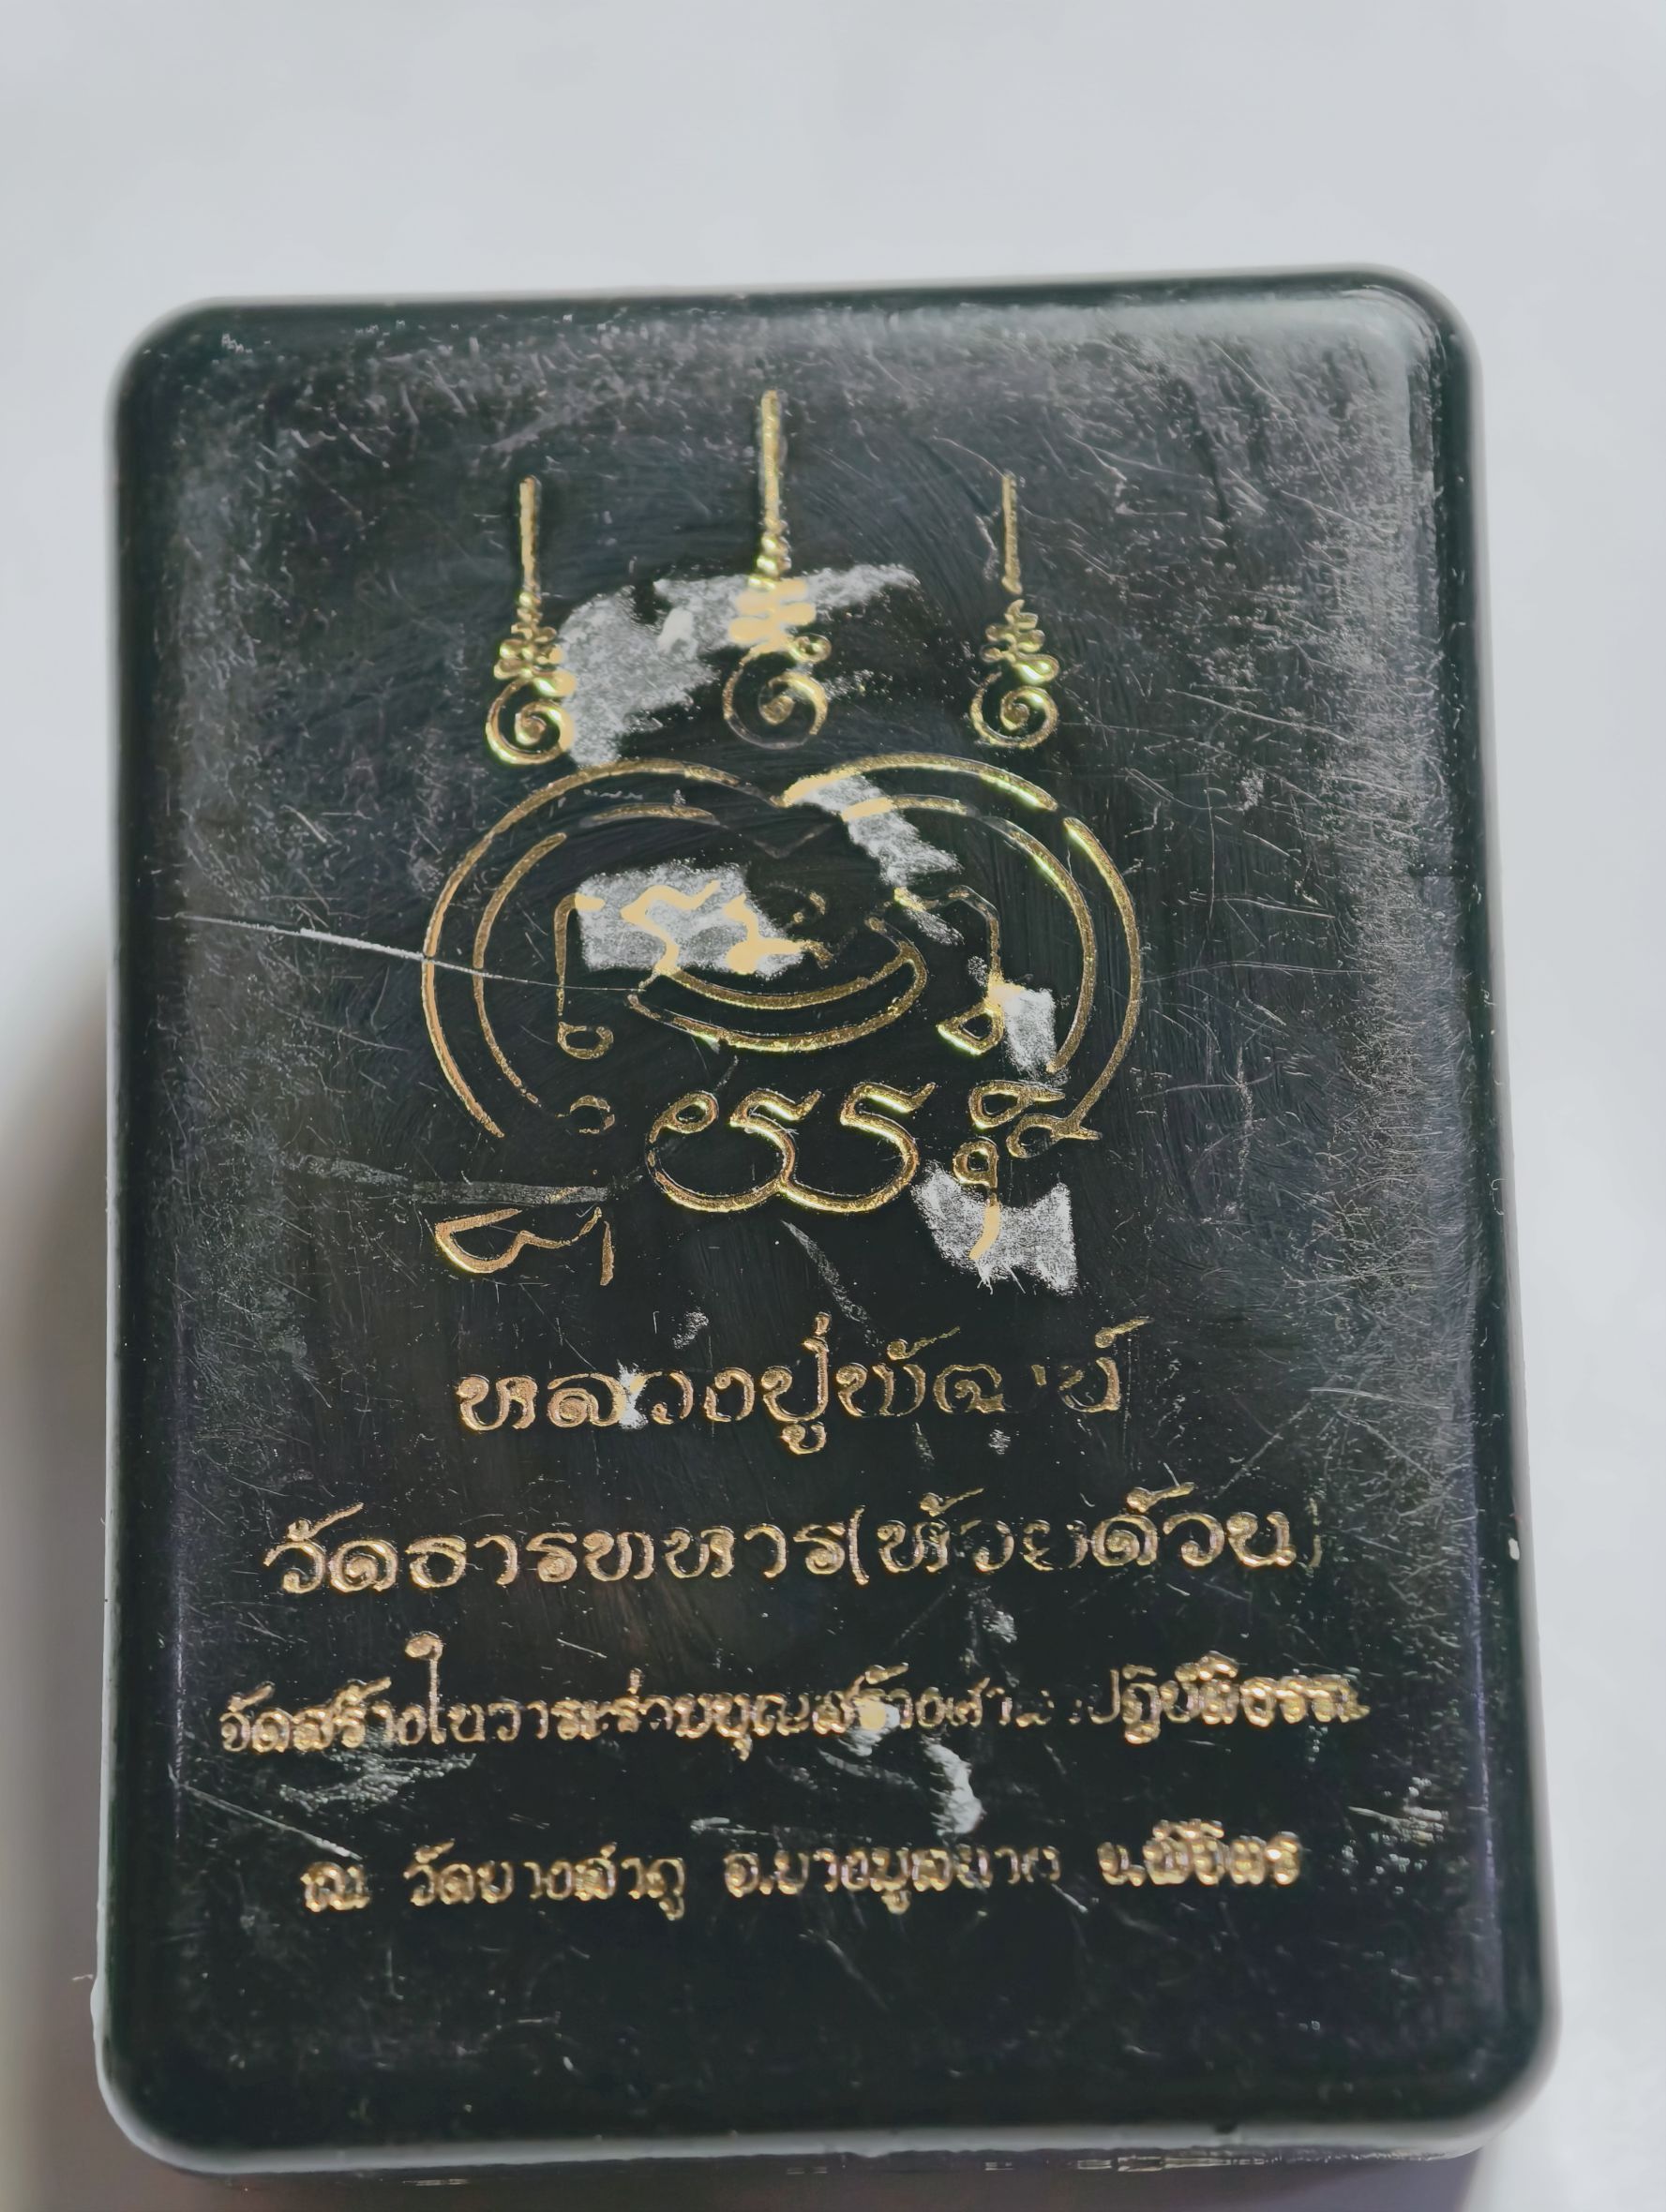 หลวงปู่พัฒน์
วัดธารทหาร(ห้วยด้วน)
จัดสร้างในวาระร่วมบุญสร้างศาลาปฏิบัติธรรม
ณ วัดยางสามต้น อ.บางมูลนาก จ.พิจิตร